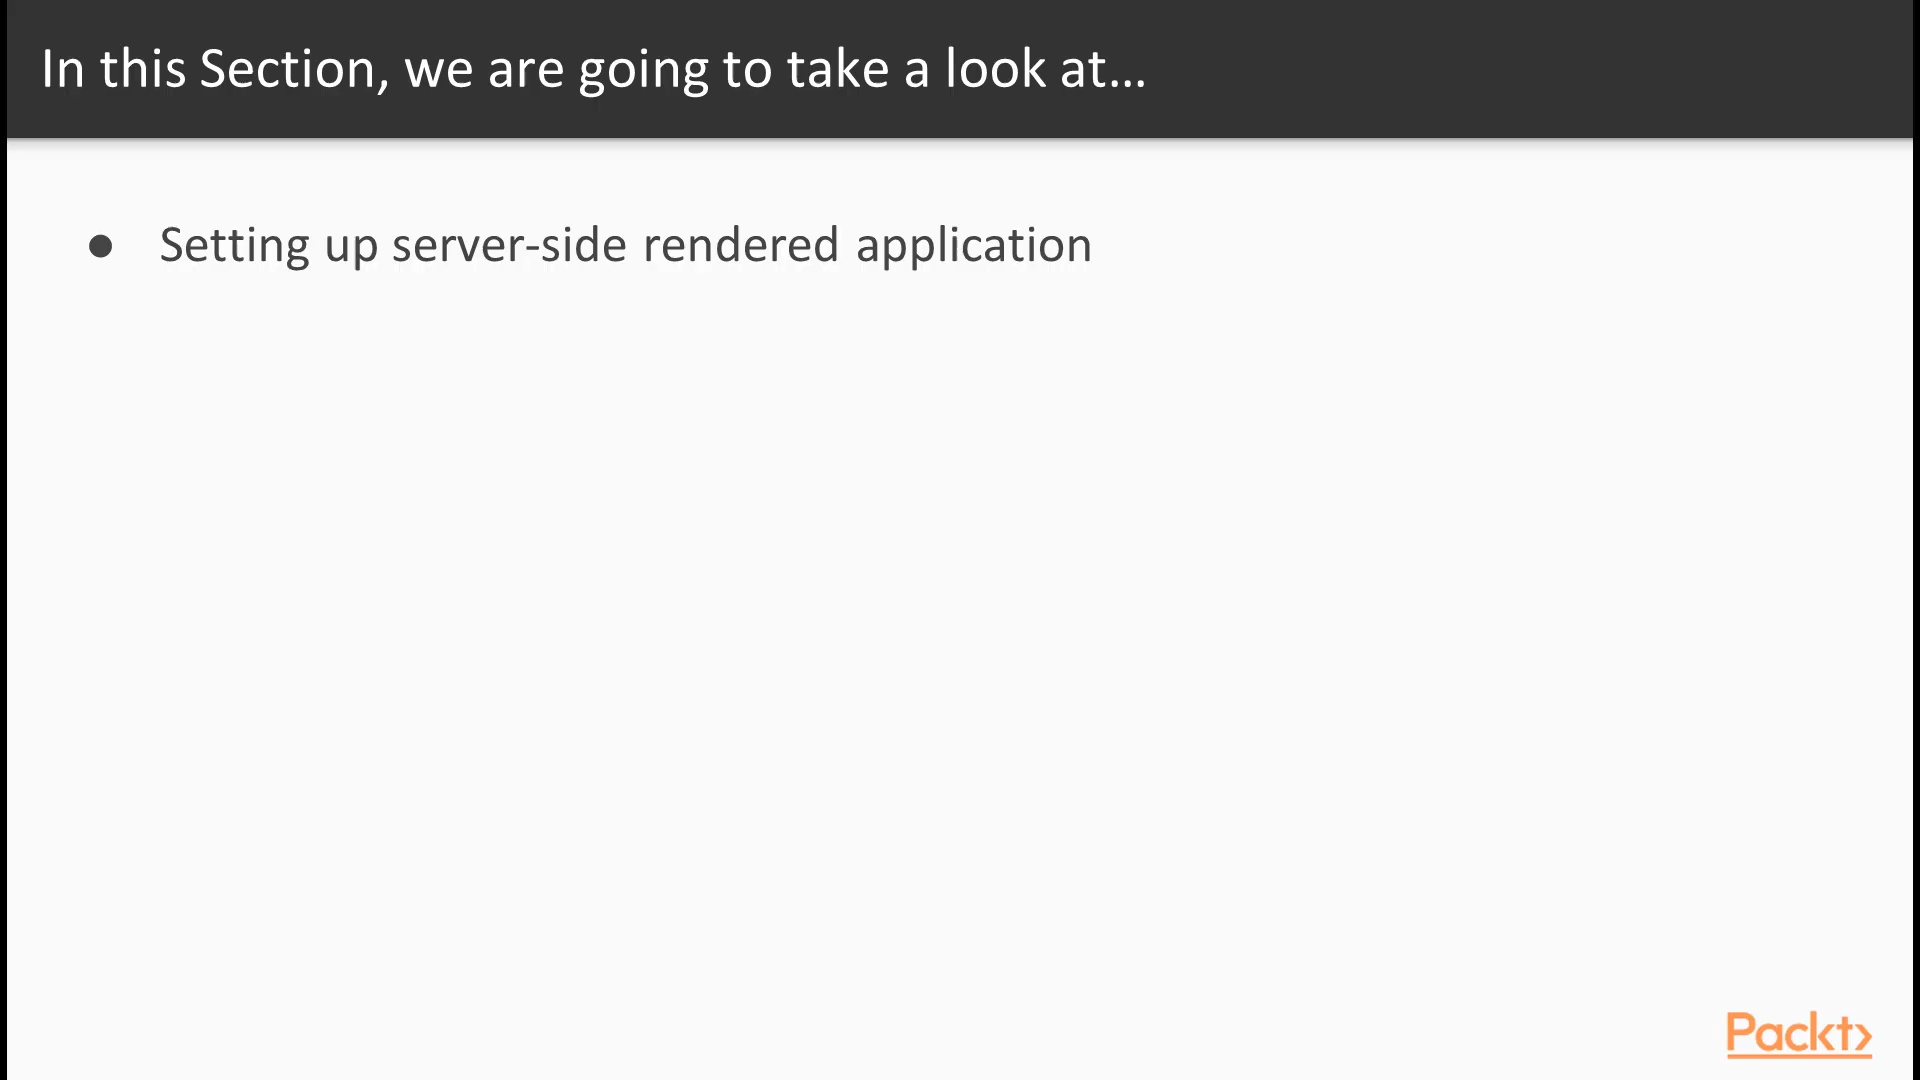 In this Section, we are going to take a look at...
● Setting up server-side rendered application
Packt>